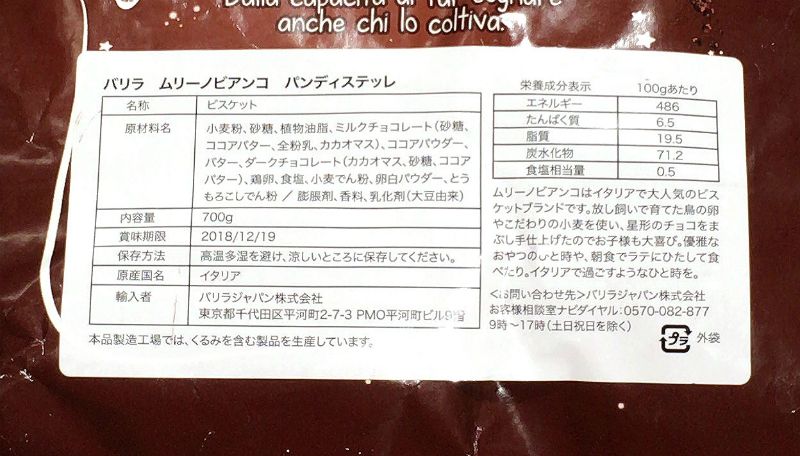 Dalla capacità di far sognare
anche chi lo coltiva.
バリラ ムリーノビアンコ パンディステッレ
名称 ビスケット
原材料名 小麦粉、砂糖、植物油脂、ミルクチョコレート（砂糖、
ココアバター、全粉乳、カカオマス）、ココアパウダー、
バター、ダークチョコレート（カカオマス、砂糖、ココア
バター）、鶏卵、食塩、小麦でん粉、卵白パウダー、とう
もろこしでん粉 ／ 膨脹剤、香料、乳化剤（大豆由来）
内容量 700g
賞味期限 2018/12/19
保存方法 高温多湿を避け、涼しいところに保存してください。
原産国名 イタリア
輸入者 バリラジャパン株式会社
東京都千代田区平河町2-7-3 PMO平河町ビル9階
本品製造工場では、くるみを含む製品を生産しています。
栄養成分表示 100gあたり
エネルギー 486
たんぱく質 6.5
脂質 19.5
炭水化物 71.2
食塩相当量 0.5
ムリーノビアンコはイタリアで大人気のビス
ケットブランドです。放し飼いで育てた鳥の卵
やこだわりの小麦を使い、星形のチョコをま
ぶし手仕上げたのでお子様も大喜び。優雅な
おやつのひと時や、朝食でラテにひたして食
べたり。イタリアで過ごすようなひと時を。
＜お問い合わせ先＞バリラジャパン株式会社
お客様相談室ナビダイヤル：0570-082-877
9時～17時（土日祝日を除く）
プラ 外袋